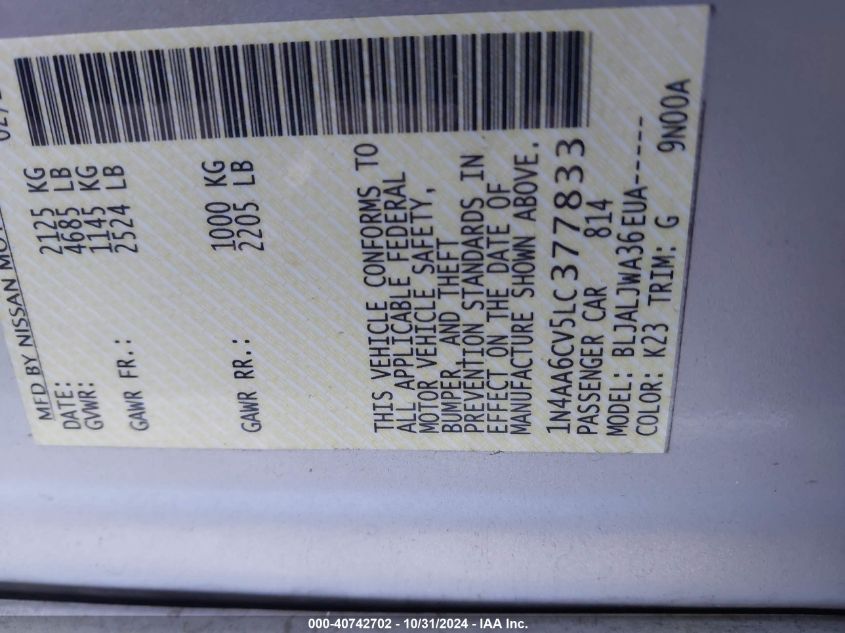 MFD BY NISSAN MOT
DATE:
GVWR: 2125 KG
4685 LB
GAWR FR.: 1145 KG
2524 LB
GAWR RR.: 1000 KG
2205 LB
THIS VEHICLE CONFORMS TO
ALL APPLICABLE FEDERAL
MOTOR VEHICLE SAFETY,
BUMPER, AND THEFT
PREVENTION STANDARDS IN
EFFECT ON THE DATE OF
MANUFACTURE SHOWN ABOVE.
1N4AA6CV5LC377833
PASSENGER CAR 814
MODEL: BLJALJWA36EUA------
COLOR: K23 TRIM: G 9N00A
000-40742702 - 10/31/2024 - IAA Inc.